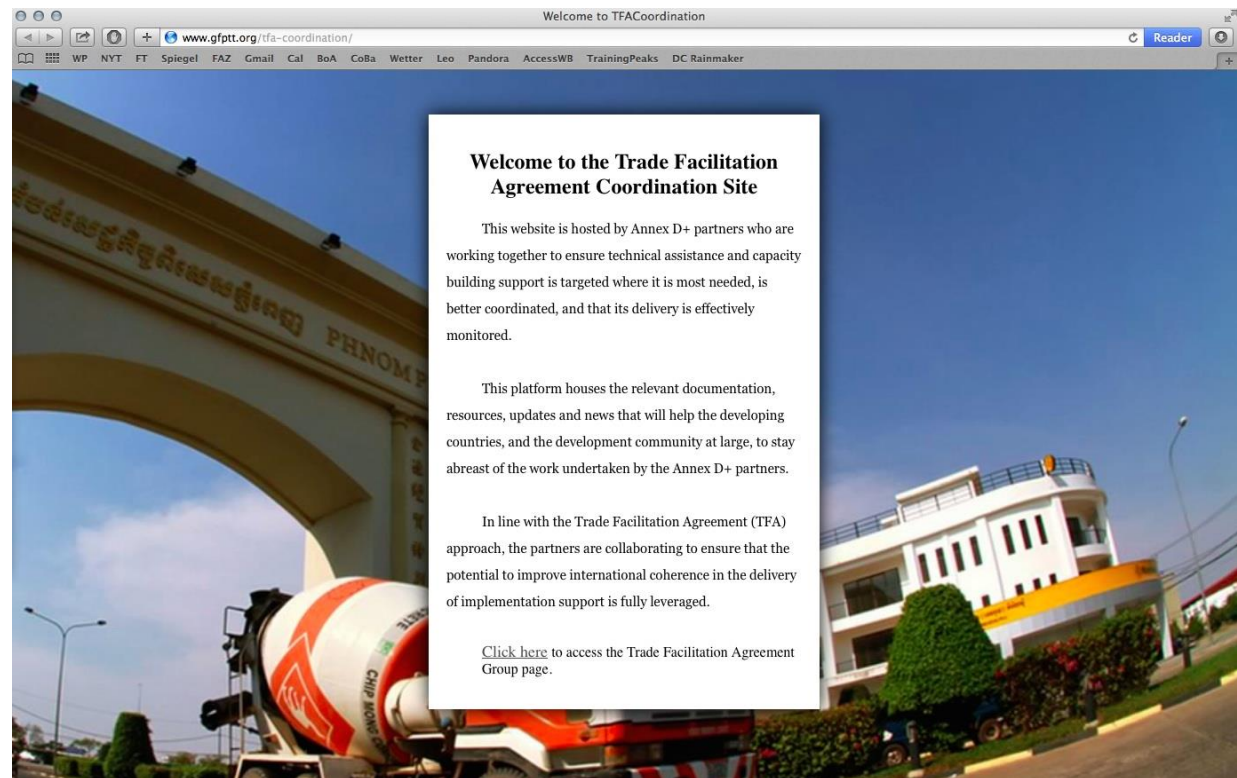 Welcome to TFACoordination
www.gfptt.org/tfa-coordination/
Reader
WP NYT FT Spiegel FAZ Gmail Cal BoA CoBa Wetter Leo Pandora AccessWB TrainingPeaks DC Rainmaker
Welcome to the Trade Facilitation
Agreement Coordination Site
This website is hosted by Annex D+ partners who are
working together to ensure technical assistance and capacity
building support is targeted where it is most needed, is
better coordinated, and that its delivery is effectively
monitored.
This platform houses the relevant documentation,
resources, updates and news that will help the developing
countries, and the development community at large, to stay
abreast of the work undertaken by the Annex D+ partners.
In line with the Trade Facilitation Agreement (TFA)
approach, the partners are collaborating to ensure that the
potential to improve international coherence in the delivery
of implementation support is fully leveraged.
Click here to access the Trade Facilitation Agreement
Group page.
PHNOM P
CHIP MONG